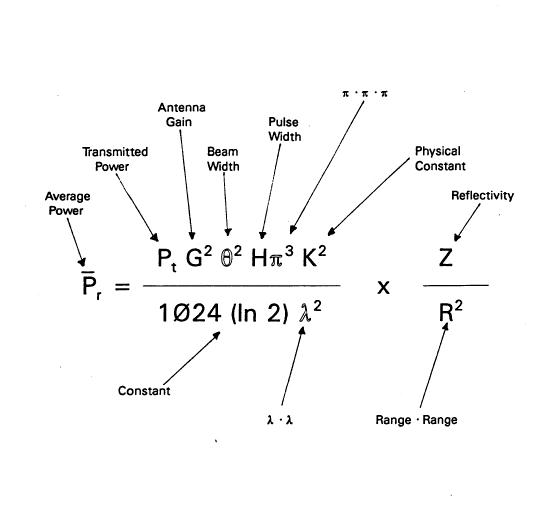 π · π · π
Antenna
Gain
Pulse
Width
Transmitted
Power
Beam
Width
Physical
Constant
Average
Power
Reflectivity
P̅ᵣ = Pₜ G² θ² Hπ³ K² / 1Ø24 (ln 2) λ² x Z / R²
Constant
λ · λ
Range · Range